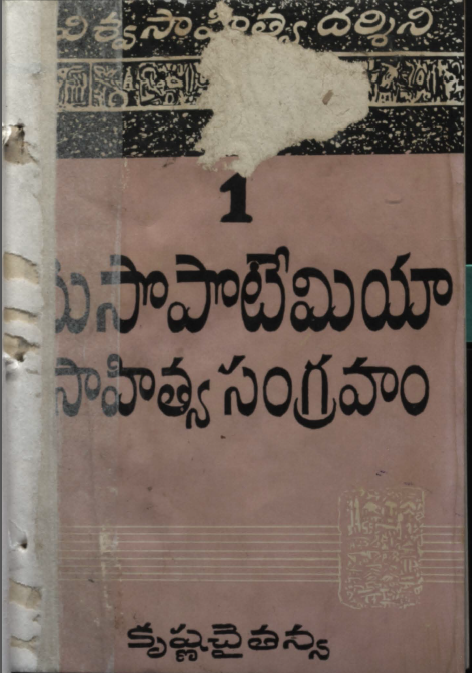 విశ్వసాహిత్య దర్శిని
1
మెసొపొటేమియా
సాహిత్య సంగ్రహం
కృష్ణచైతన్య